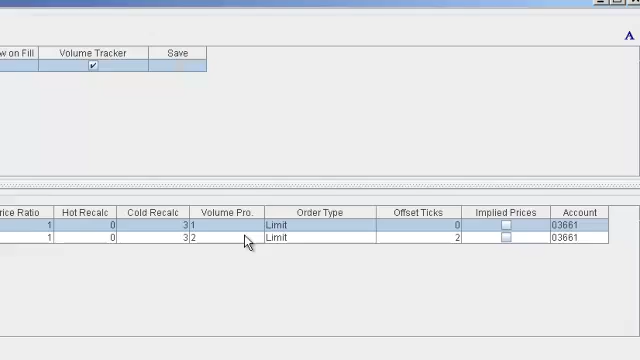 A
w on Fill Volume Tracker Save
rice Ratio Hot Recalc Cold Recalc Volume Pro. Order Type Offset Ticks Implied Prices Account
1 0 3 1 Limit 0 03661
1 0 3 2 Limit 2 03661